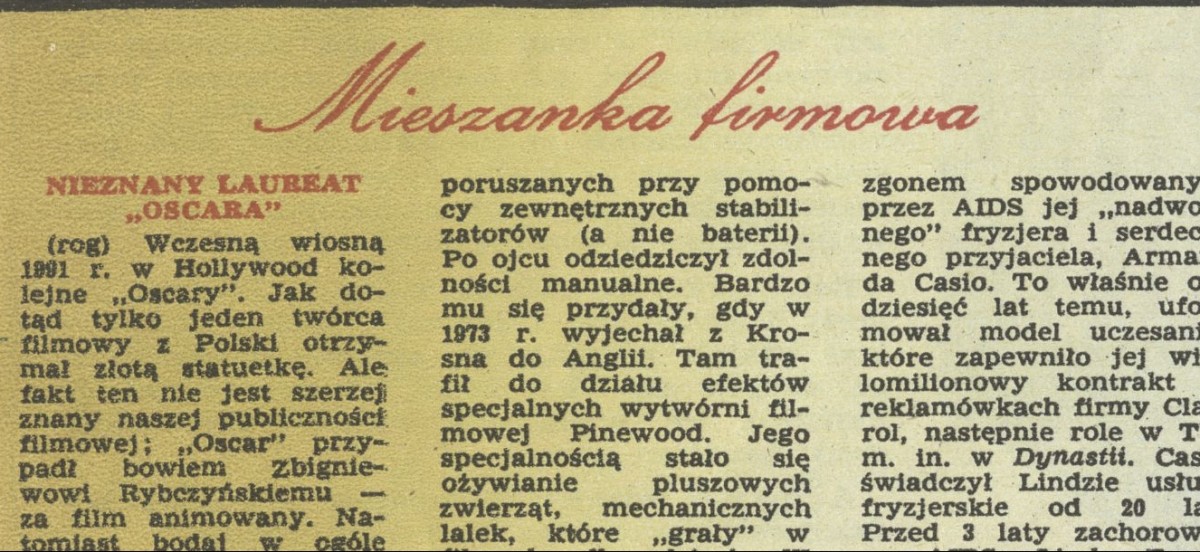 Mieszanka firmowa
NIEZNANY LAUREAT
„OSCARA”
(rog) Wczesną wiosną
1991 r. w Hollywood ko-
lejne „Oscary”. Jak do-
tąd tylko jeden twórca
filmowy z Polski otrzy-
mał złotą statuetkę. Ale
fakt ten nie jest szerzej
znany naszej publiczności
filmowej; „Oscar” przy-
padł bowiem Zbignie-
wowi Rybczyńskiemu —
za film animowany. Na-
tomiast bodaj w ogóle
poruszanych przy pomo-
cy zewnętrznych stabili-
zatorów (a nie baterii).
Po ojcu odziedziczył zdol-
ności manualne. Bardzo
mu się przydały, gdy w
1973 r. wyjechał z Kro-
sna do Anglii. Tam tra-
fił do działu efektów
specjalnych wytwórni fil-
mowej Pinewood. Jego
specjalnością stało się
ożywianie pluszowych
zwierząt, mechanicznych
lalek, które „grały” w
zgonem spowodowany
przez AIDS jej „nadwo
nego” fryzjera i serdec
nego przyjaciela, Arma
da Casio. To właśnie o
dziesięć lat temu, ufo
mował model uczesan
które zapewniło jej wi
lomilionowy kontrakt
reklamówkach firmy Cla
rol, następnie role w T
m. in. w Dynastii. Cas
świadczył Lindzie usłu
fryzjerskie od 20 la
Przed 3 laty zachorow